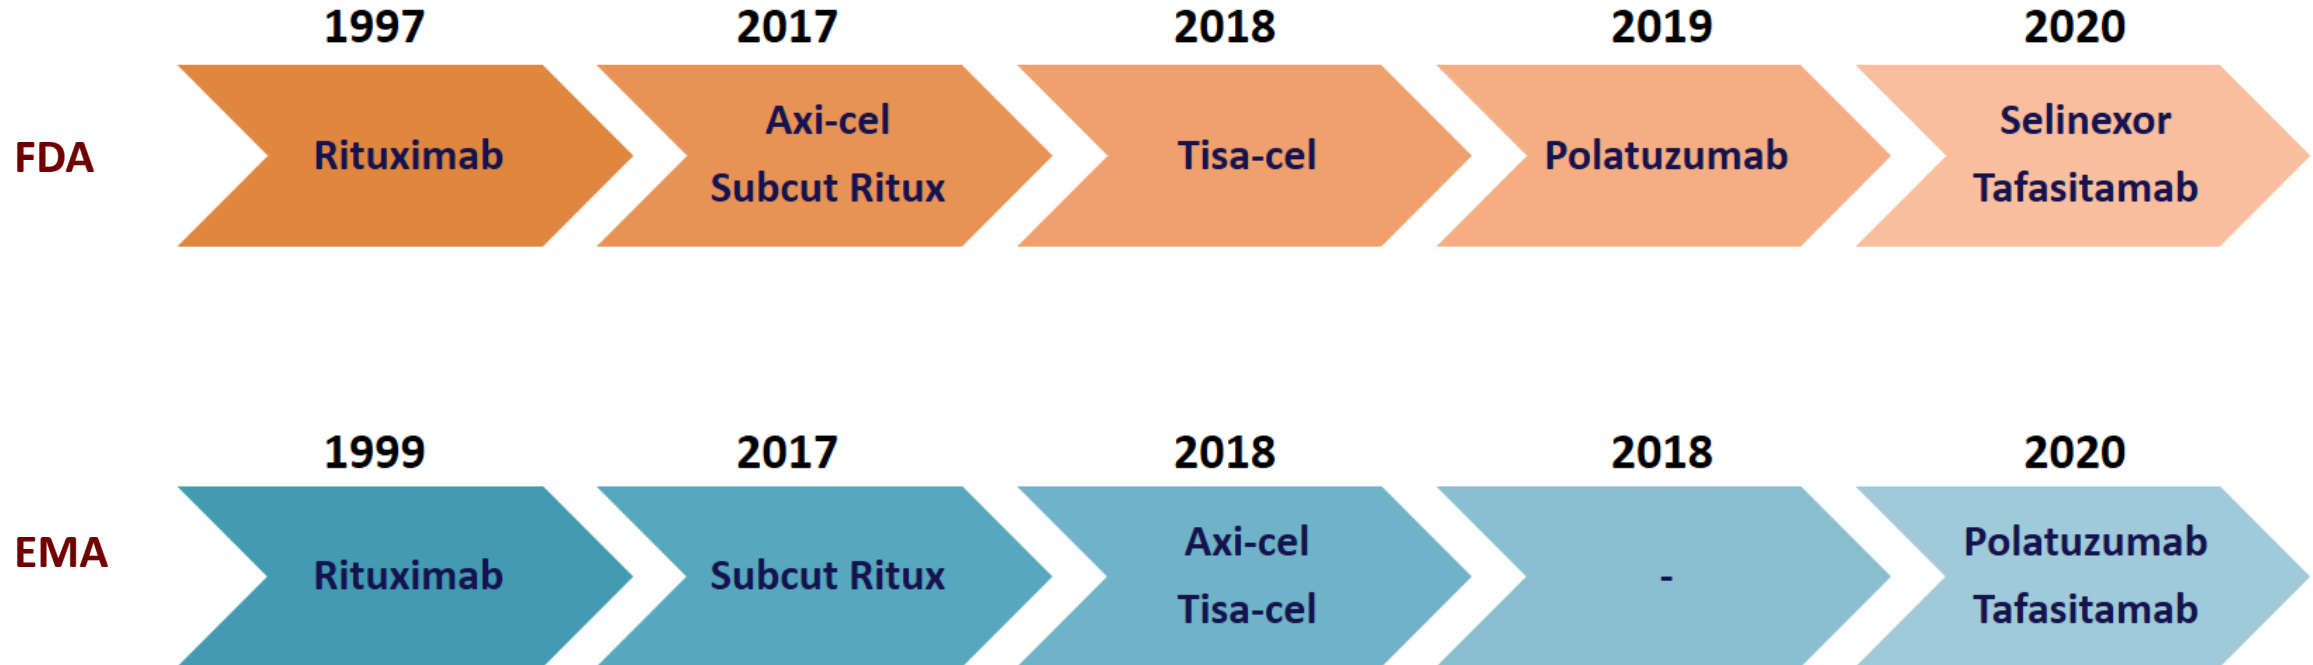 1997
2017
2018
2019
2020
FDA
Rituximab
Axi-cel
Subcut Ritux
Tisa-cel
Polatuzumab
Selinexor
Tafasitamab
1999
2017
2018
2018
2020
EMA
Rituximab
Subcut Ritux
Axi-cel
Tisa-cel
-
Polatuzumab
Tafasitamab